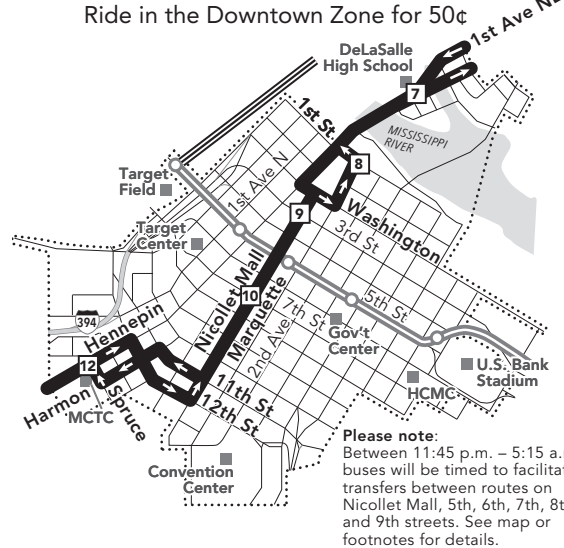 Ride in the Downtown Zone for 50¢
1st Ave NE
DeLaSalle
High School
7
1st St
MISSISSIPPI
RIVER
8
Target
Field
1st Ave N
9
Washington
3rd St
Target
Center
Nicollet Mall
Marquette
10
5th St
7th St
2nd Ave
Gov't
Center
394
Hennepin
12
U.S. Bank
Stadium
HCMC
Harmon
MCTC
Spruce
11th St
12th St
Convention
Center
Please note:
Between 11:45 p.m. – 5:15 a.
buses will be timed to facilitat
transfers between routes on
Nicollet Mall, 5th, 6th, 7th, 8t
and 9th streets. See map or
footnotes for details.